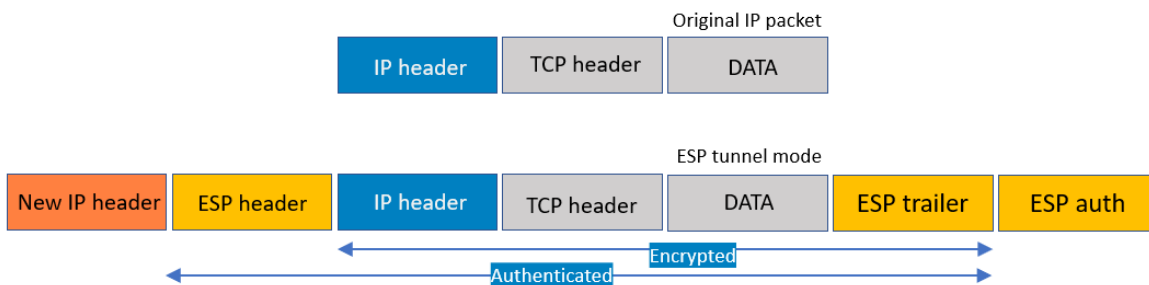 Original IP packet
IP header TCP header DATA
ESP tunnel mode
New IP header ESP header IP header TCP header DATA ESP trailer ESP auth
Encrypted
Authenticated